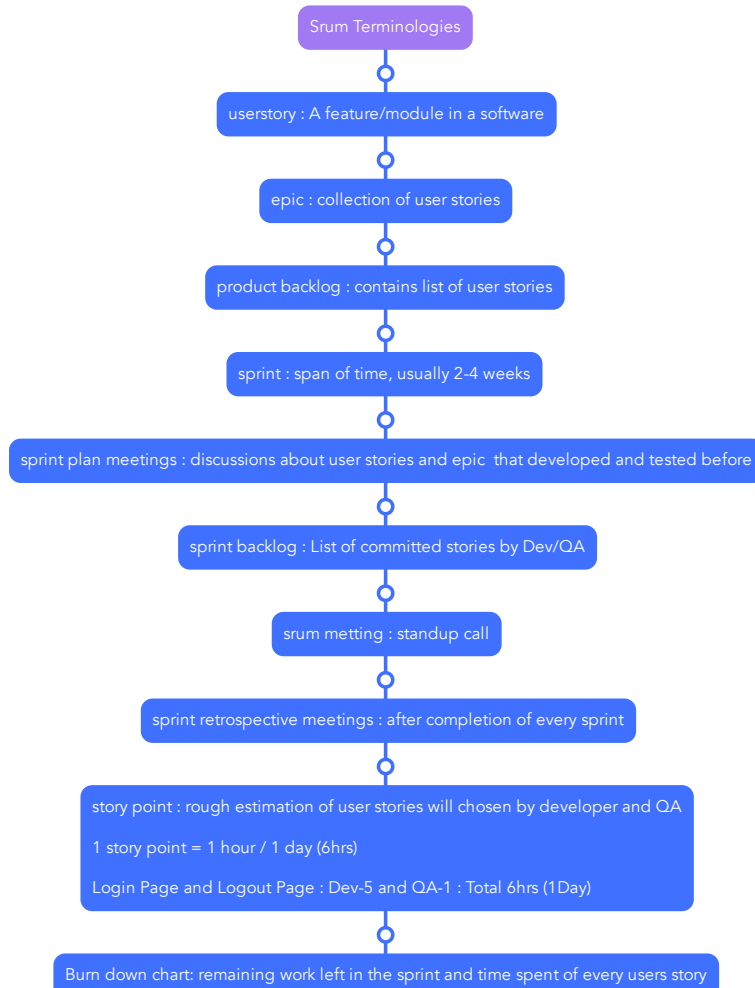 Srum Terminologies
userstory : A feature/module in a software
epic : collection of user stories
product backlog : contains list of user stories
sprint : span of time, usually 2-4 weeks
sprint plan meetings : discussions about user stories and epic  that developed and tested before
sprint backlog : List of committed stories by Dev/QA
srum metting : standup call
sprint retrospective meetings : after completion of every sprint
story point : rough estimation of user stories will chosen by developer and QA
1 story point = 1 hour / 1 day (6hrs)
Login Page and Logout Page : Dev-5 and QA-1 : Total 6hrs (1Day)
Burn down chart: remaining work left in the sprint and time spent of every users story